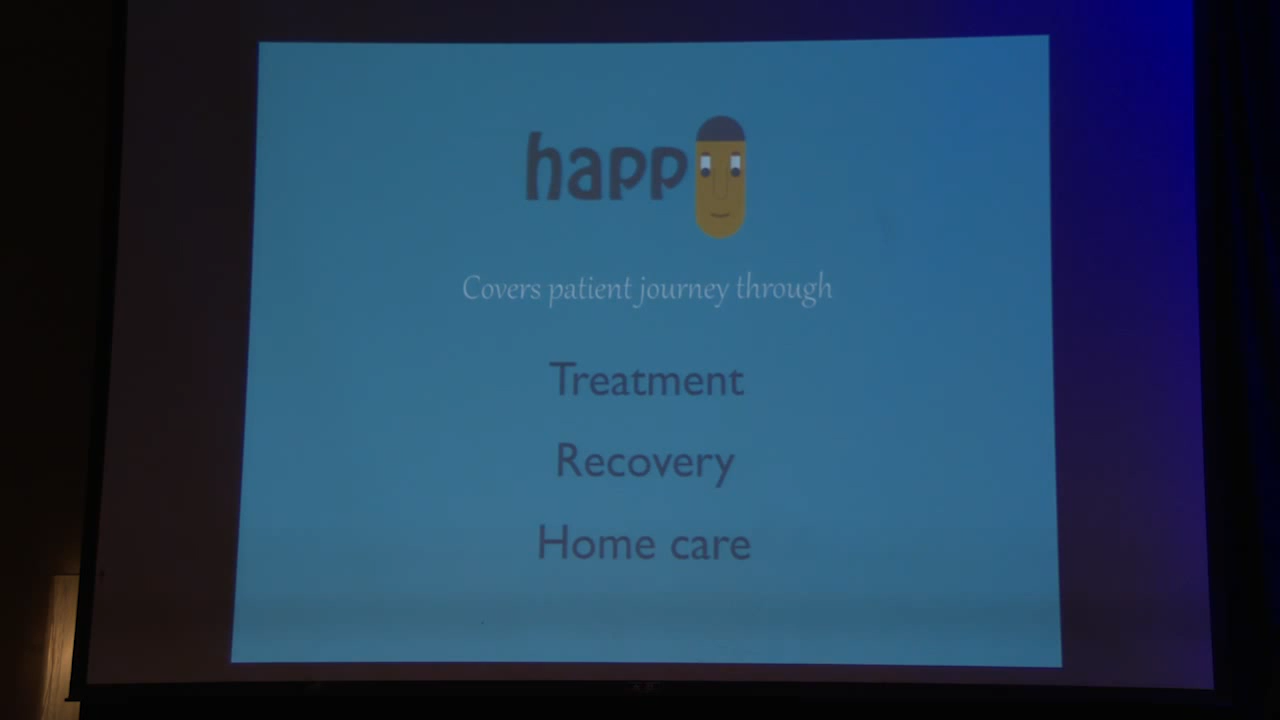 happ
Covers patient journey through
Treatment
Recovery
Home care